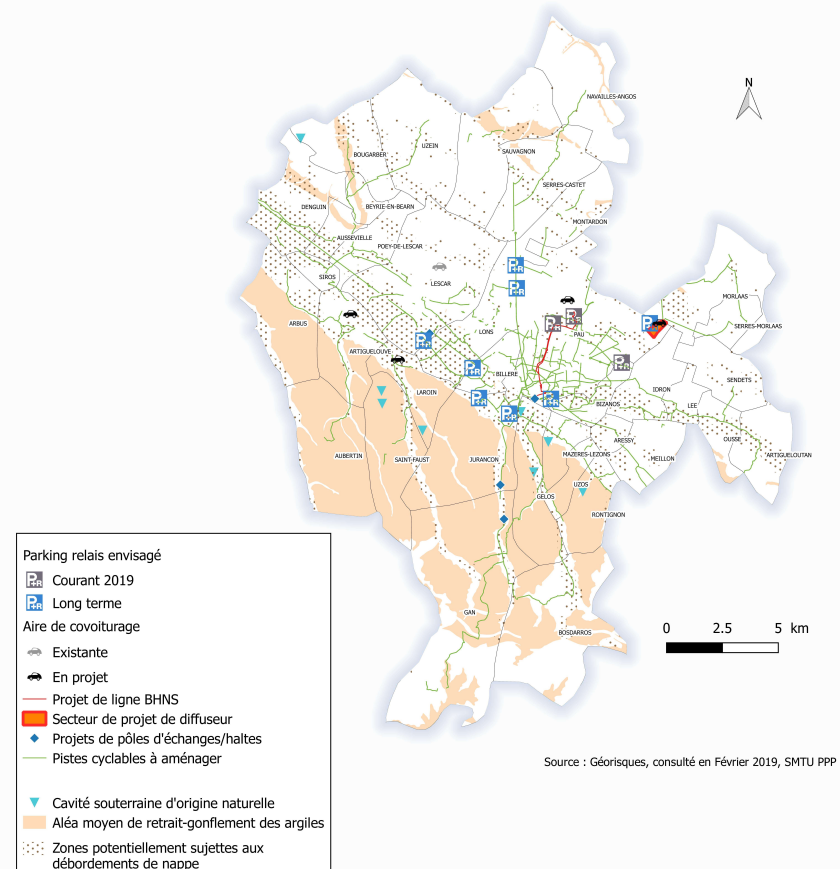 N
NAVAILLES-ANGOS
SAUVAGNON
UZEIN
BOUGARBER
SERRES-CASTET
DENGUIN
BEYRIE-EN-BEARN
MONTARDON
AUSSEVILLE
POEY-DE-LESCAR
SIROS
LESCAR
MORLAAS
ARBUS
P+R
P+R
P+R
P+R
P+R
SERRES-MORLAAS
LONS
PAU
P+R
ARTIGUELOUVE
P+R
P+R
BILLERE
SENDETS
LAROIN
IDRON
P+R
P+R
P+R
BIZANOS
LEE
ARESSY
OUSSE
AUBERTIN
SAINT-FAUST
JURANCON
MAZERES-LEZONS
MEILLON
ARTIGUELOUTAN
UZOS
GELOS
RONTIGNON
GAN
BOSDARROS
0 2.5 5 km
Source : Géorisques, consulté en Février 2019, SMTU PPP
Parking relais envisagé
P+R Courant 2019
P+R Long terme
Aire de covoiturage
Existante
En projet
Projet de ligne BHNS
Secteur de projet de diffuseur
Projets de pôles d'échanges/haltes
Pistes cyclables à aménager
Cavité souterraine d'origine naturelle
Aléa moyen de retrait-gonflement des argiles
Zones potentiellement sujettes aux
débordements de nappe